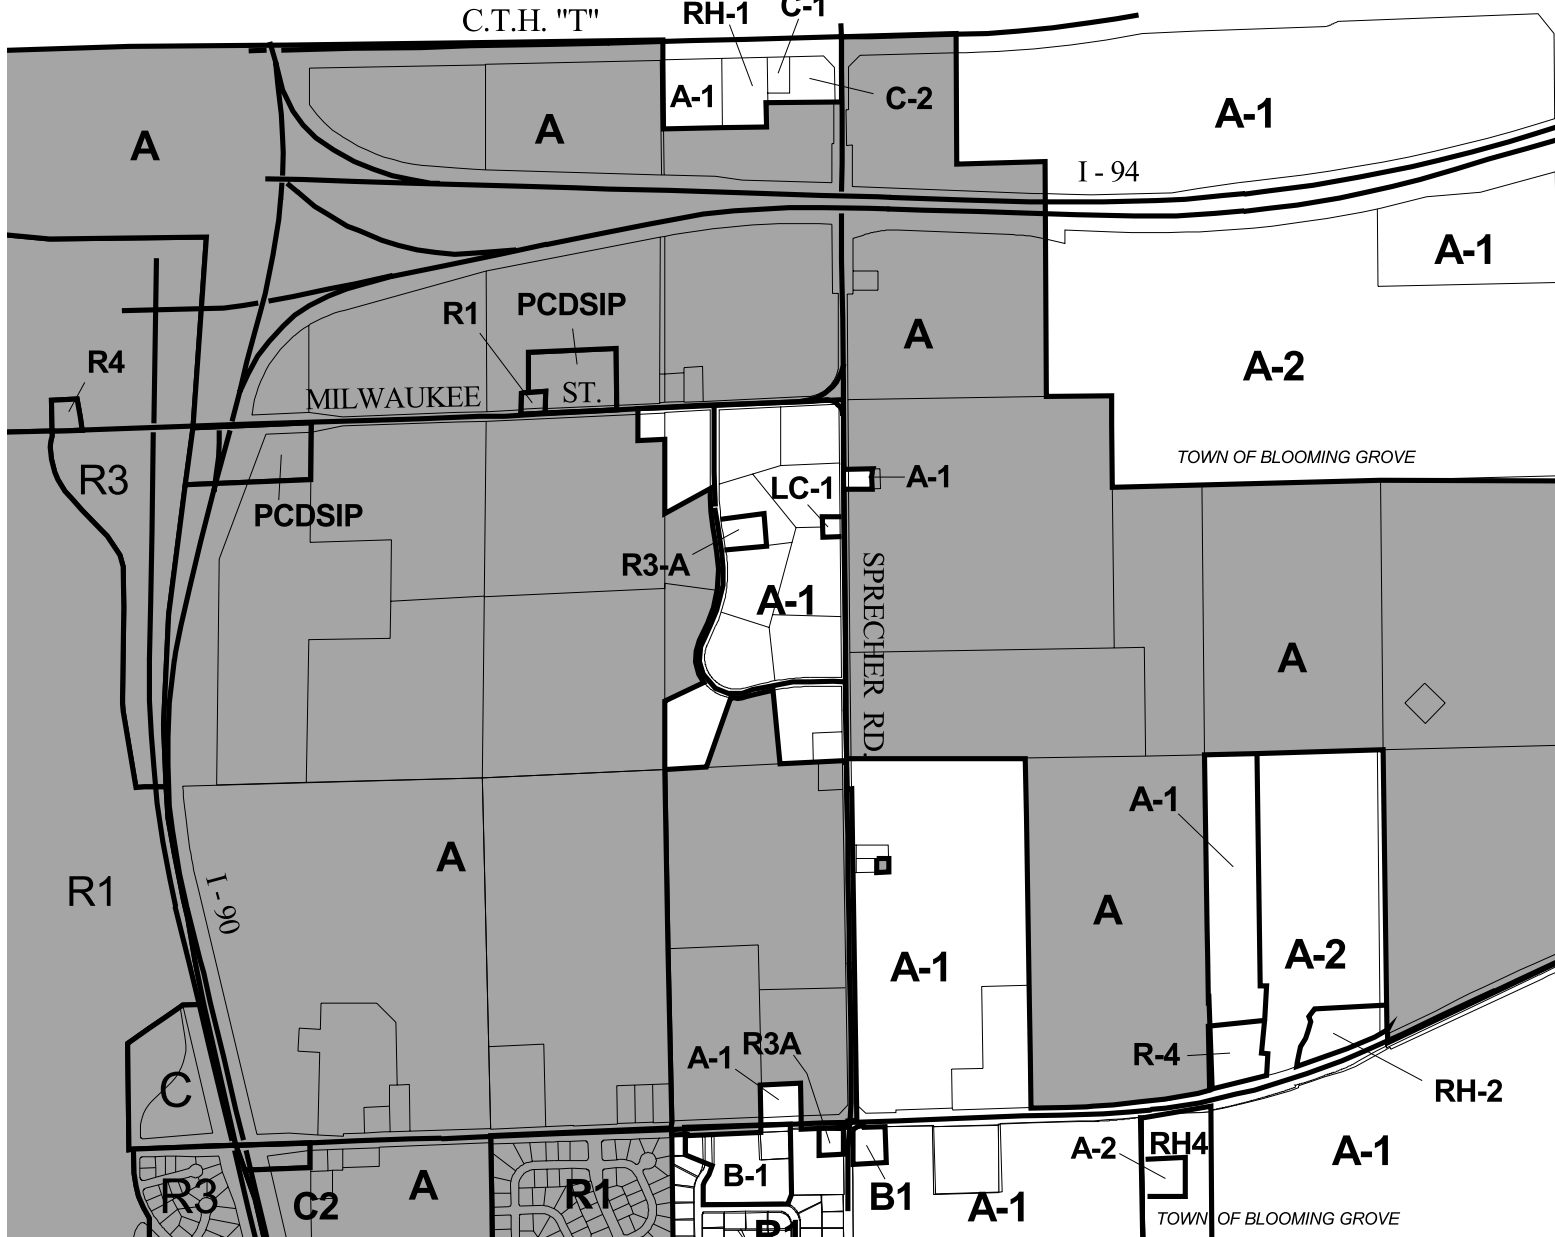 C.T.H. "T"
RH-1
C-1
A-1
C-2
A
A
A-1
I - 94
A-1
R1
PCDSIP
A
R4
A-2
MILWAUKEE
ST.
TOWN OF BLOOMING GROVE
R3
LC-1
A-1
PCDSIP
R3-A
A-1
SPRECHER RD.
A
A-1
A
R1
I - 90
A
A-1
A-2
R3A
A-1
R-4
C
RH-2
A-2
RH4
A-1
B-1
R3
C2
A
R1
B1
A-1
TOWN OF BLOOMING GROVE